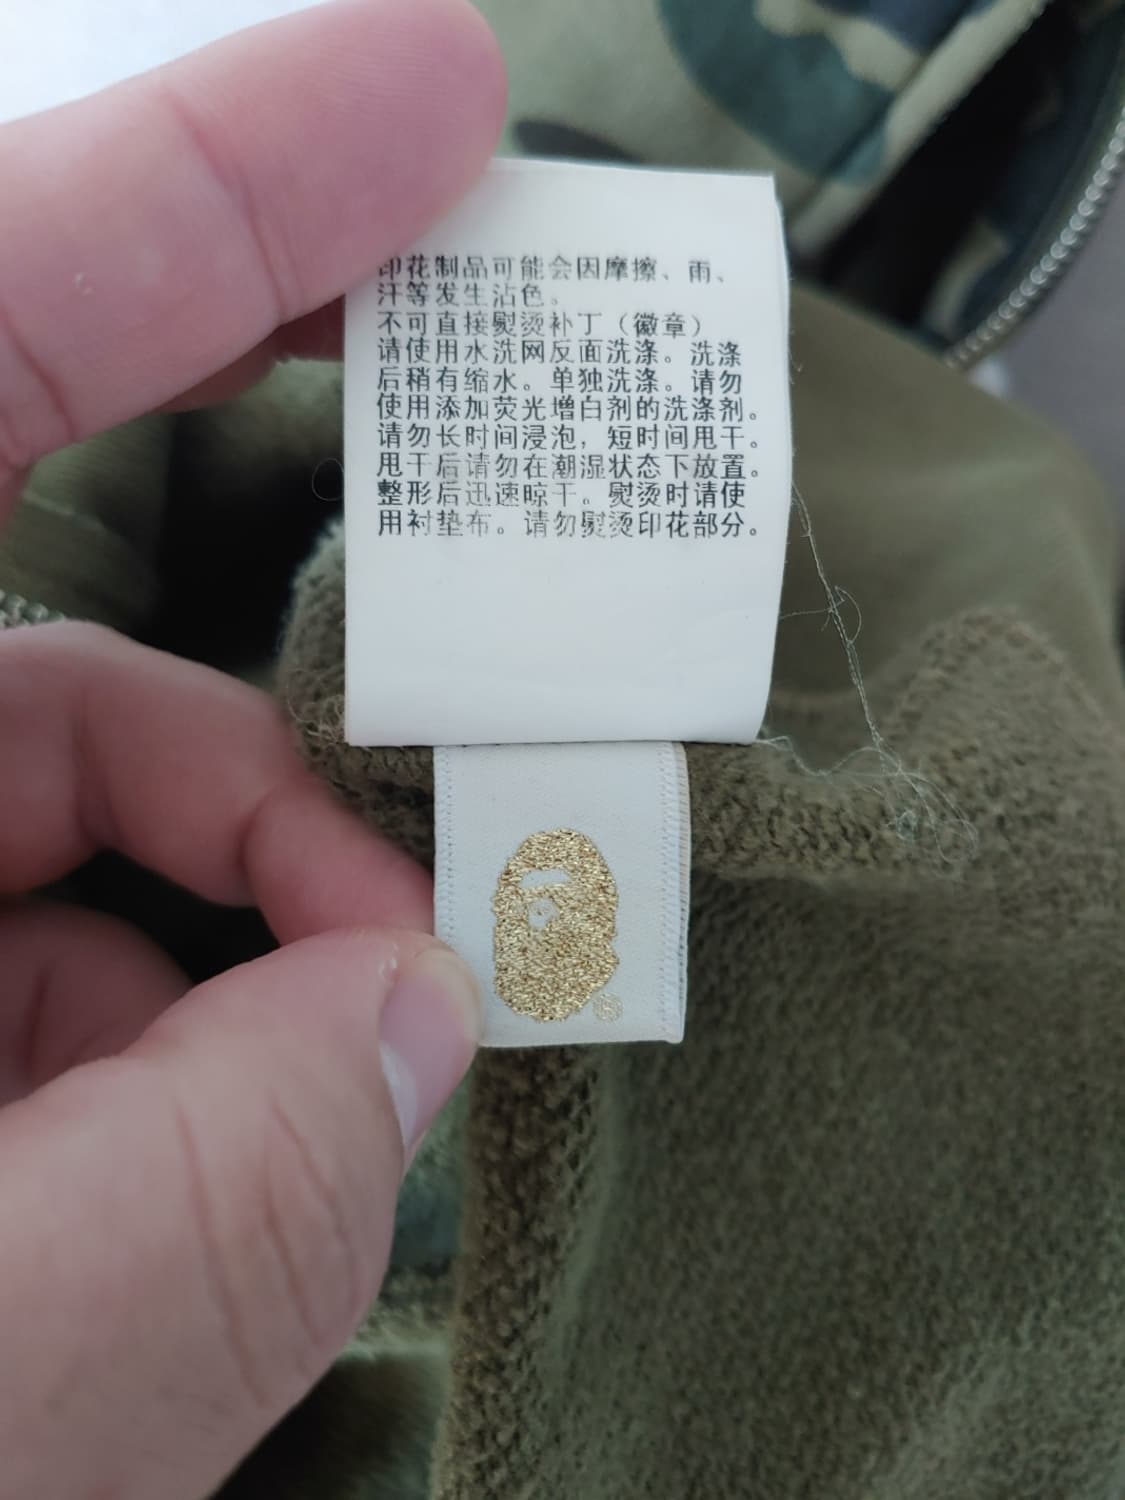 印花制品可能会因摩擦、雨、
汗等发生沾色。
不可直接熨烫补丁（徽章）
请使用水洗网反面洗涤。洗涤
后稍有缩水。单独洗涤。请勿
使用添加荧光增白剂的洗涤剂。
请勿长时间浸泡，短时间甩干。
甩干后请勿在潮湿状态下放置。
整形后迅速晾干。熨烫时请使
用衬垫布。请勿熨烫印花部分。
®